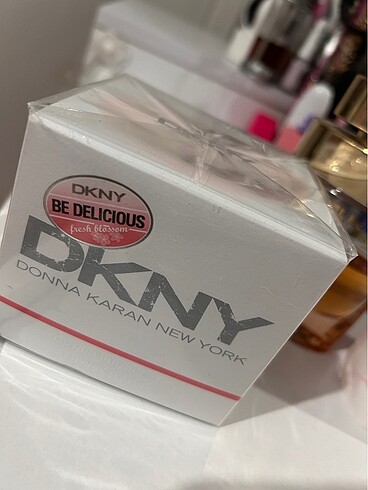 DKNY
BE DELICIOUS
fresh blossom
DKNY
DONNA KARAN NEW YORK